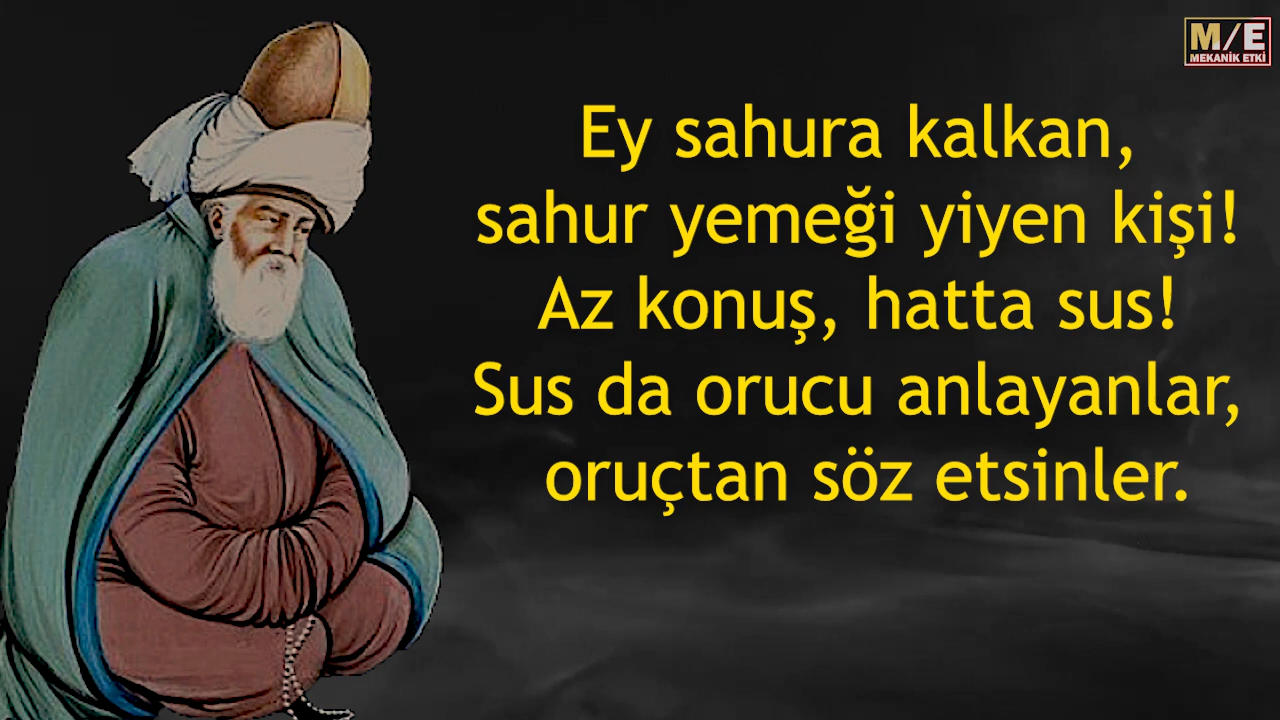 M/E
MEKANİK ETKİ
Ey sahura kalkan,
sahur yemeği yiyen kişi!
Az konuş, hatta sus!
Sus da orucu anlayanlar,
oruçtan söz etsinler.